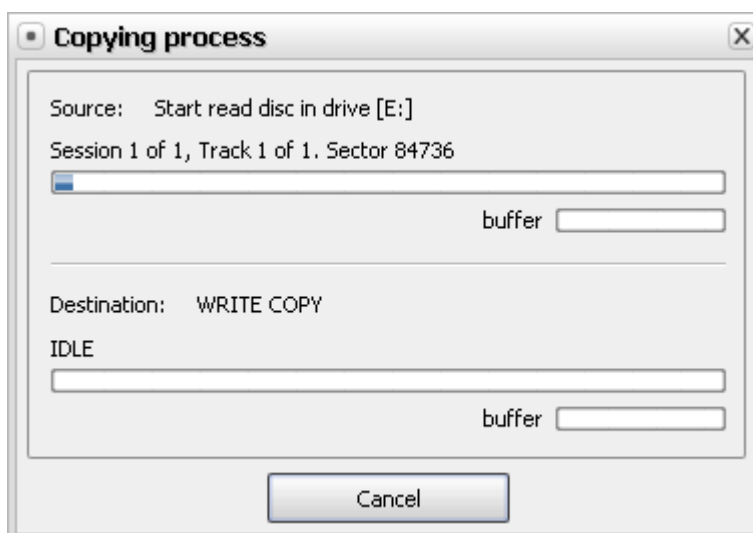 Copying process
Source: Start read disc in drive [E:]
Session 1 of 1, Track 1 of 1. Sector 84736
buffer
Destination: WRITE COPY
IDLE
buffer
Cancel